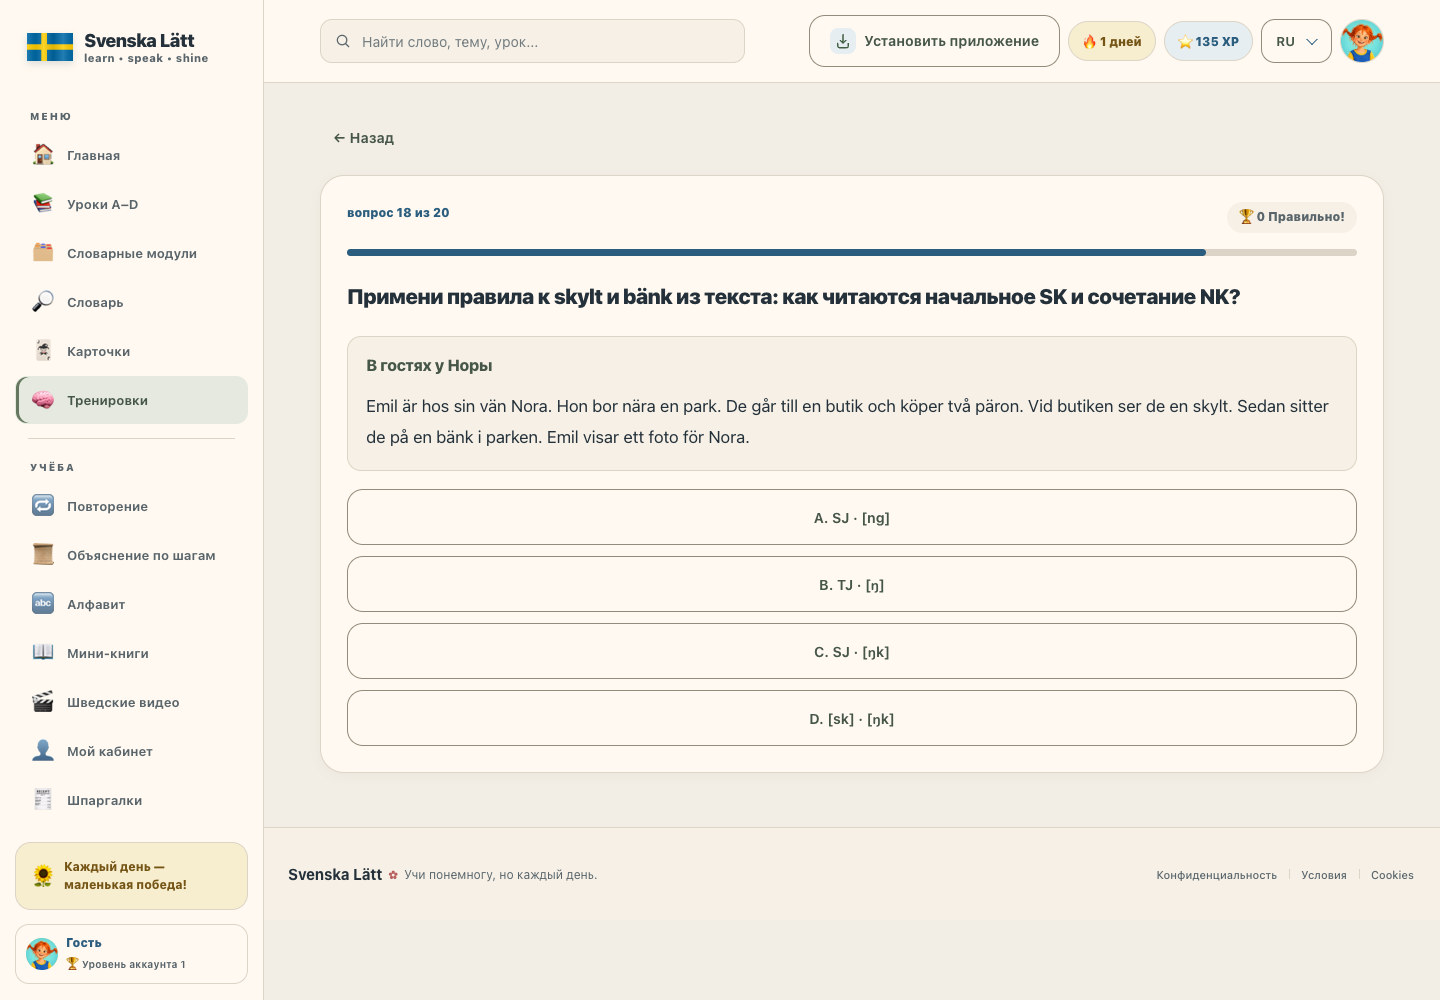 Svenska Lätt
learn • speak • shine
МЕНЮ
Главная
Уроки A–D
Словарные модули
Словарь
Карточки
Тренировки
УЧЁБА
Повторение
Объяснение по шагам
abc
Алфавит
Мини-книги
Шведские видео
Мой кабинет
Шпаргалки
Каждый день —
маленькая победа!
Гость
Уровень аккаунта 1
Найти слово, тему, урок...
Установить приложение
1 дней
135 XP
RU
← Назад
вопрос 18 из 20
0 Правильно!
Примени правила к skylt и bänk из текста: как читаются начальное SK и сочетание NK?
В гостях у Норы
Emil är hos sin vän Nora. Hon bor nära en park. De går till en butik och köper två päron. Vid butiken ser de en skylt. Sedan sitter
de på en bänk i parken. Emil visar ett foto för Nora.
A. SJ · [ng]
B. TJ · [ŋ]
C. SJ · [ŋk]
D. [sk] · [ŋk]
Svenska Lätt
Учи понемногу, но каждый день.
Конфиденциальность
Условия
Cookies